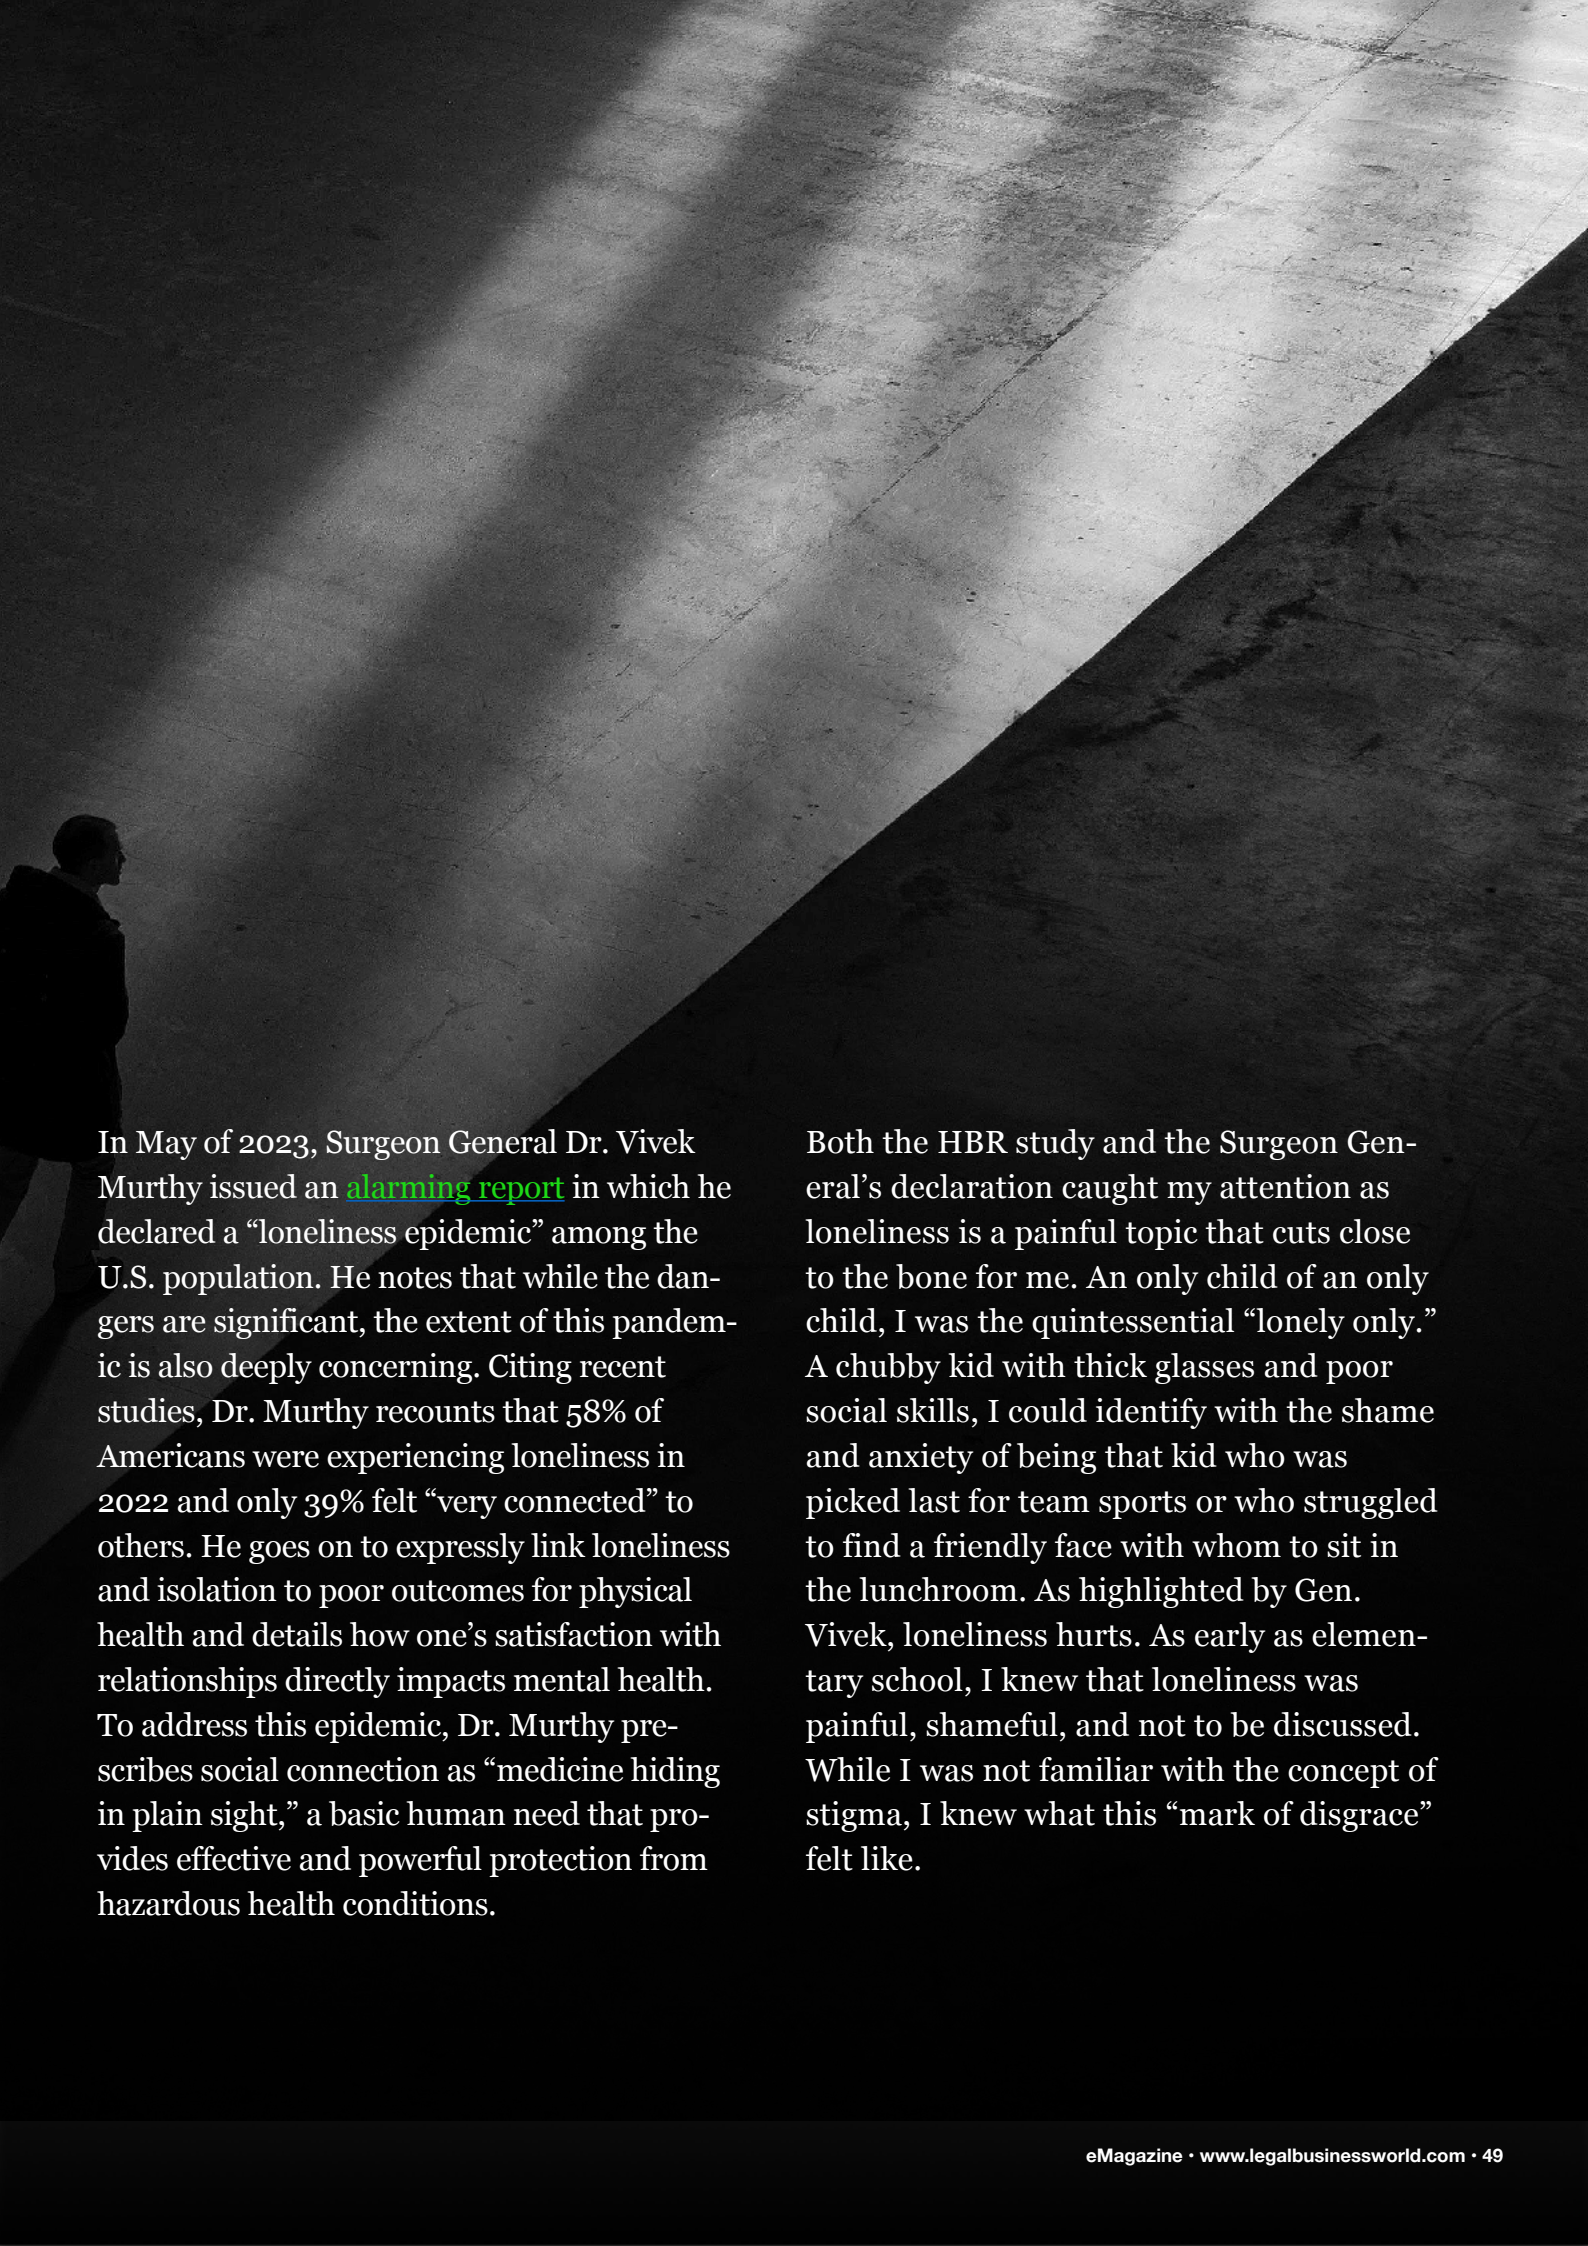 In May of 2023, Surgeon General Dr. Vivek
Murthy issued an alarming report in which he
declared a “loneliness epidemic” among the
U.S. population. He notes that while the dan-
gers are significant, the extent of this pandem-
ic is also deeply concerning. Citing recent
studies, Dr. Murthy recounts that 58% of
Americans were experiencing loneliness in
2022 and only 39% felt “very connected” to
others. He goes on to expressly link loneliness
and isolation to poor outcomes for physical
health and details how one’s satisfaction with
relationships directly impacts mental health.
To address this epidemic, Dr. Murthy pre-
scribes social connection as “medicine hiding
in plain sight,” a basic human need that pro-
vides effective and powerful protection from
hazardous health conditions.
Both the HBR study and the Surgeon Gen-
eral’s declaration caught my attention as
loneliness is a painful topic that cuts close
to the bone for me. An only child of an only
child, I was the quintessential “lonely only.”
A chubby kid with thick glasses and poor
social skills, I could identify with the shame
and anxiety of being that kid who was
picked last for team sports or who struggled
to find a friendly face with whom to sit in
the lunchroom. As highlighted by Gen.
Vivek, loneliness hurts. As early as elemen-
tary school, I knew that loneliness was
painful, shameful, and not to be discussed.
While I was not familiar with the concept of
stigma, I knew what this “mark of disgrace”
felt like.
eMagazine • www.legalbusinessworld.com • 49